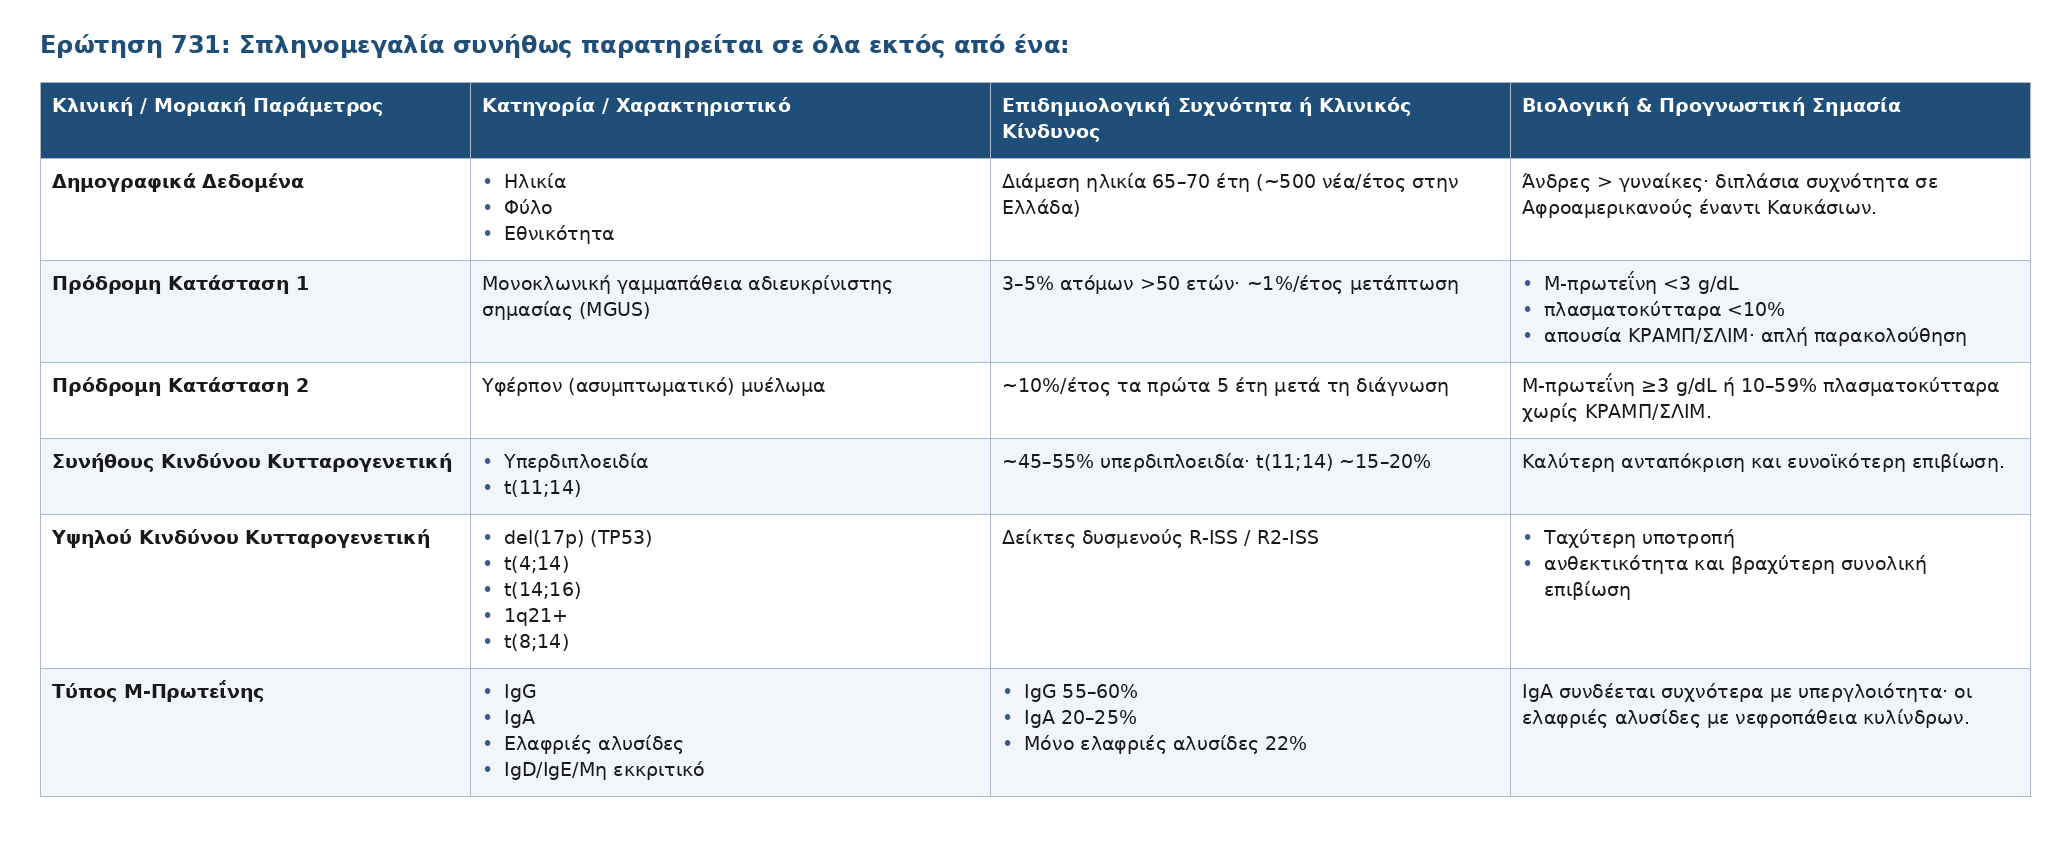 Ερώτηση 731: Σπληνομεγαλία συνήθως παρατηρείται σε όλα εκτός από ένα:
Κλινική / Μοριακή Παράμετρος
Κατηγορία / Χαρακτηριστικό
Επιδημιολογική Συχνότητα ή Κλινικός
Κίνδυνος
Βιολογική & Προγνωστική Σημασία
Δημογραφικά Δεδομένα
• Ηλικία
• Φύλο
• Εθνικότητα
Διάμεση ηλικία 65–70 έτη (~500 νέα/έτος στην
Ελλάδα)
Άνδρες > γυναίκες· διπλάσια συχνότητα σε
Αφροαμερικανούς έναντι Καυκάσιων.
Πρόδρομη Κατάσταση 1
Μονοκλωνική γαμμαπάθεια αδιευκρίνιστης
σημασίας (MGUS)
3–5% ατόμων >50 ετών· ~1%/έτος μετάπτωση
• Μ-πρωτεΐνη <3 g/dL
• πλασματοκύτταρα <10%
• απουσία ΚΡΑΜΠ/ΣΛΙΜ· απλή παρακολούθηση
Πρόδρομη Κατάσταση 2
Υφέρπον (ασυμπτωματικό) μυέλωμα
~10%/έτος τα πρώτα 5 έτη μετά τη διάγνωση
Μ-πρωτεΐνη ≥3 g/dL ή 10–59% πλασματοκύτταρα
χωρίς ΚΡΑΜΠ/ΣΛΙΜ.
Συνήθους Κινδύνου Κυτταρογενετική
• Υπερδιπλοειδία
• t(11;14)
~45–55% υπερδιπλοειδία· t(11;14) ~15–20%
Καλύτερη ανταπόκριση και ευνοϊκότερη επιβίωση.
Υψηλού Κινδύνου Κυτταρογενετική
• del(17p) (TP53)
• t(4;14)
• t(14;16)
• 1q21+
• t(8;14)
Δείκτες δυσμενούς R-ISS / R2-ISS
• Ταχύτερη υποτροπή
• ανθεκτικότητα και βραχύτερη συνολική
επιβίωση
Τύπος Μ-Πρωτεΐνης
• IgG
• IgA
• Ελαφριές αλυσίδες
• IgD/IgE/Μη εκκριτικό
• IgG 55–60%
• IgA 20–25%
• Μόνο ελαφριές αλυσίδες 22%
IgA συνδέεται συχνότερα με υπεργλοιότητα· οι
ελαφριές αλυσίδες με νεφροπάθεια κυλίνδρων.